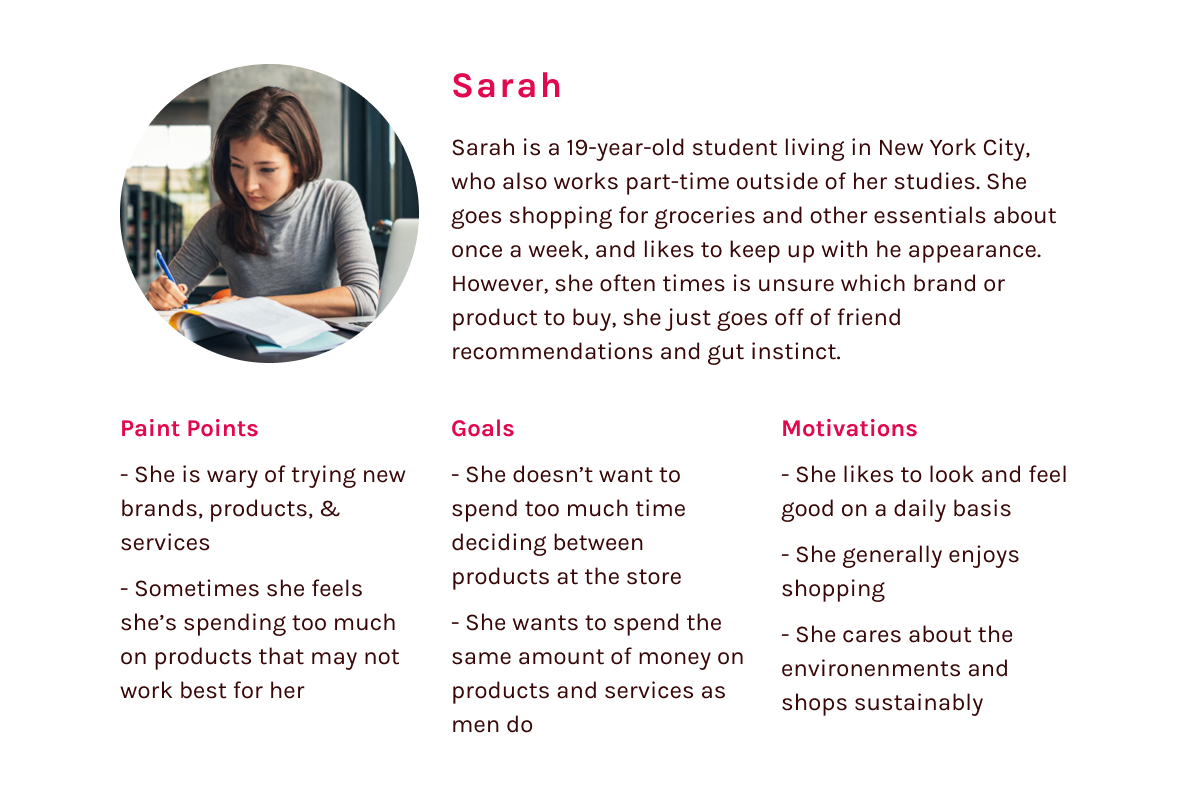 Sarah
Sarah is a 19-year-old student living in New York City,
who also works part-time outside of her studies. She
goes shopping for groceries and other essentials about
once a week, and likes to keep up with he appearance.
However, she often times is unsure which brand or
product to buy, she just goes off of friend
recommendations and gut instinct.
Paint Points
- She is wary of trying new
brands, products, &
services
- Sometimes she feels
she’s spending too much
on products that may not
work best for her
Goals
- She doesn’t want to
spend too much time
deciding between
products at the store
- She wants to spend the
same amount of money on
products and services as
men do
Motivations
- She likes to look and feel
good on a daily basis
- She generally enjoys
shopping
- She cares about the
environenments and
shops sustainably